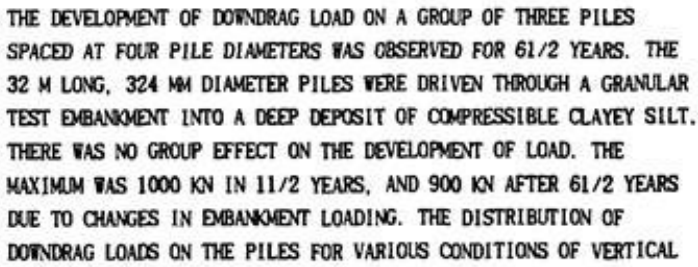 THE DEVELOPMENT OF DOWNDRAG LOAD ON A GROUP OF THREE PILES
SPACED AT FOUR PILE DIAMETERS WAS OBSERVED FOR 61/2 YEARS. THE
32 M LONG, 324 MM DIAMETER PILES WERE DRIVEN THROUGH A GRANULAR
TEST EMBANKMENT INTO A DEEP DEPOSIT OF COMPRESSIBLE CLAYEY SILT.
THERE WAS NO GROUP EFFECT ON THE DEVELOPMENT OF LOAD. THE
MAXIMUM WAS 1000 KN IN 11/2 YEARS, AND 900 KN AFTER 61/2 YEARS
DUE TO CHANGES IN EMBANKMENT LOADING. THE DISTRIBUTION OF
DOWNDRAG LOADS ON THE PILES FOR VARIOUS CONDITIONS OF VERTICAL